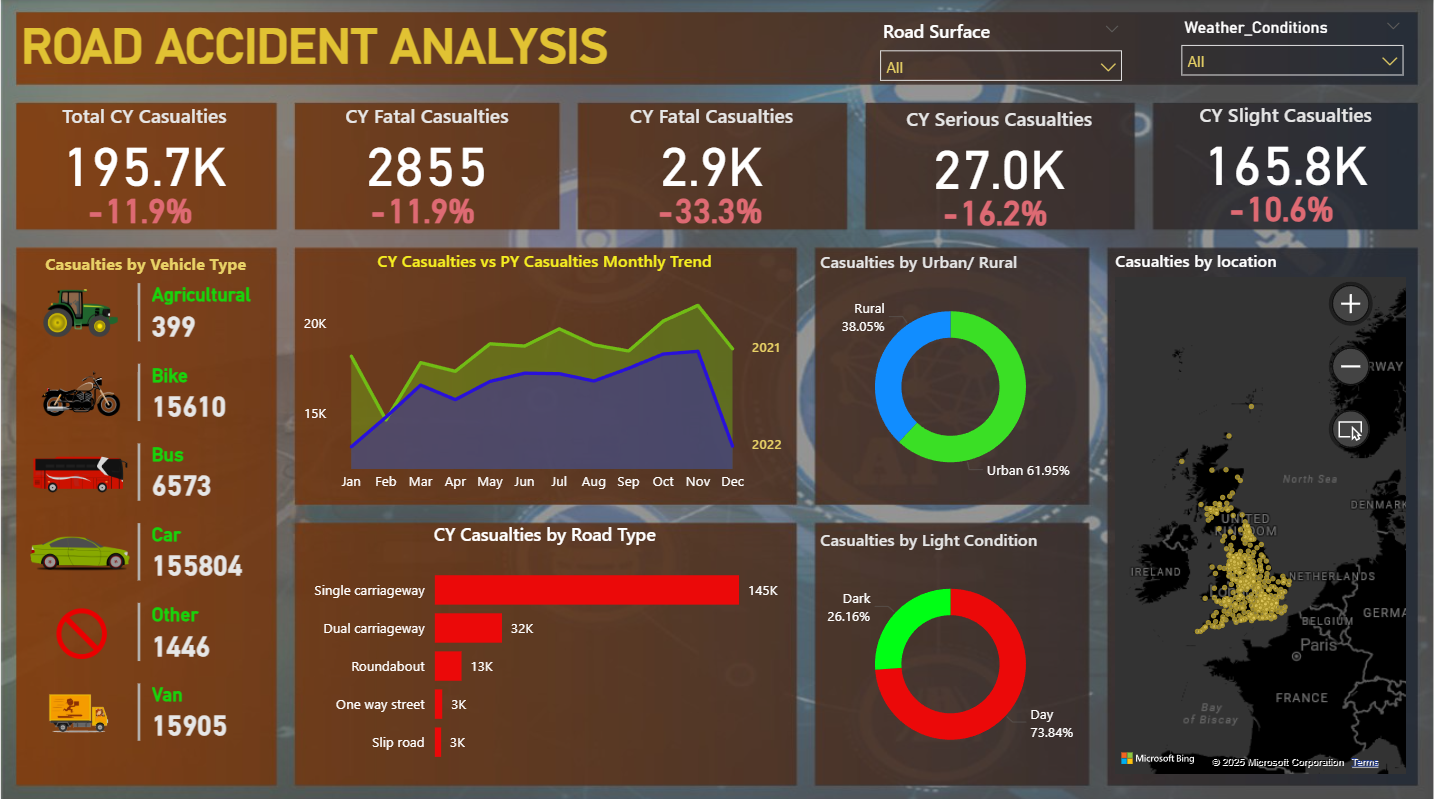 ROAD ACCIDENT ANALYSIS
Road Surface
All
Weather_Conditions
All
Total CY Casualties
195.7K
-11.9%
CY Fatal Casualties
2855
-11.9%
CY Fatal Casualties
2.9K
-33.3%
CY Serious Casualties
27.0K
-16.2%
CY Slight Casualties
165.8K
-10.6%
Casualties by Vehicle Type
Agricultural
399
Bike
15610
Bus
6573
Car
155804
Other
1446
Van
15905
CY Casualties vs PY Casualties Monthly Trend
20K
15K
2021
2022
Jan Feb Mar Apr May Jun Jul Aug Sep Oct Nov Dec
CY Casualties by Road Type
Single carriageway 145K
Dual carriageway 32K
Roundabout 13K
One way street 3K
Slip road 3K
Casualties by Urban/ Rural
Rural
38.05%
Urban 61.95%
Casualties by Light Condition
Dark
26.16%
Day
73.84%
Casualties by location
RWAY
North Sea
DENMARK
UNITED
KINGDOM
IRELAND
NETHERLANDS
BELGIUM
GERMA
Paris
FRANCE
Bay
of Biscay
Microsoft Bing
© 2025 Microsoft Corporation Terms